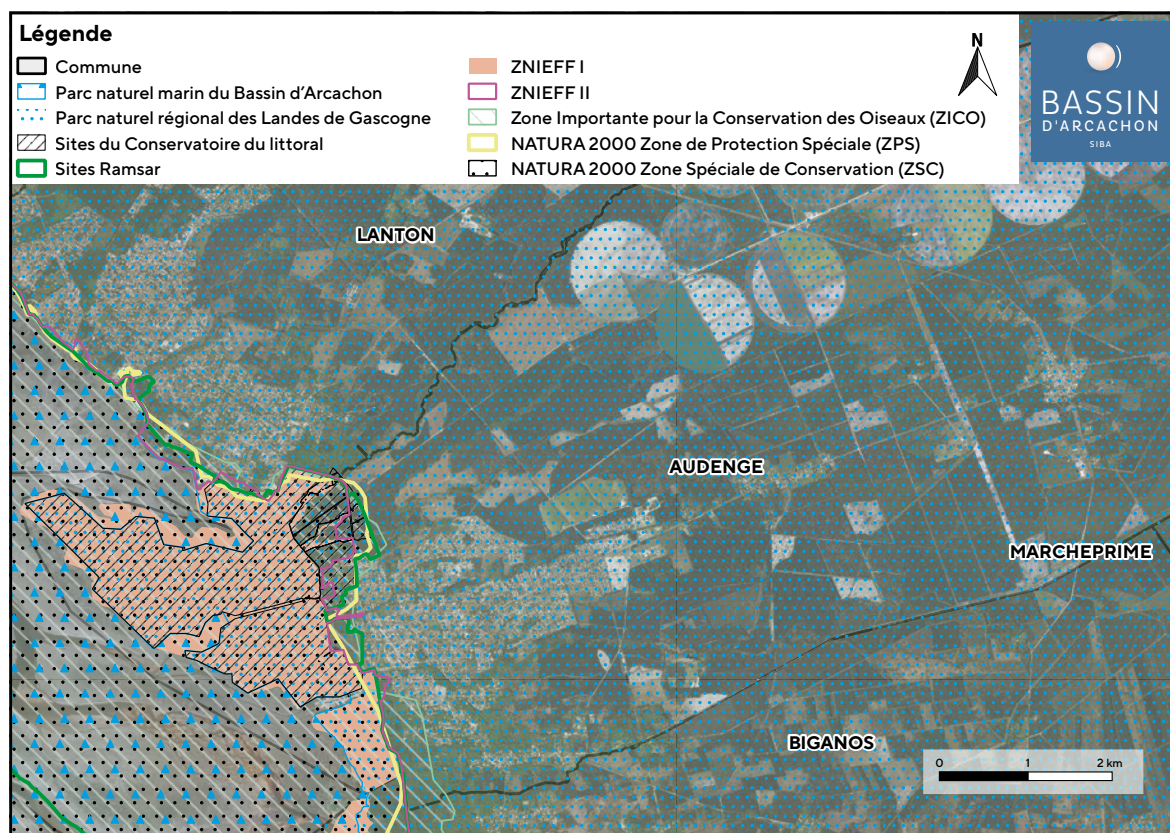 Légende
Commune
Parc naturel marin du Bassin d'Arcachon
Parc naturel régional des Landes de Gascogne
Sites du Conservatoire du littoral
Sites Ramsar
ZNIEFF I
ZNIEFF II
Zone Importante pour la Conservation des Oiseaux (ZICO)
NATURA 2000 Zone de Protection Spéciale (ZPS)
NATURA 2000 Zone Spéciale de Conservation (ZSC)
N
BASSIN
D'ARCACHON
SIBA
LANTON
AUDENGE
MARCHEPRIME
BIGANOS
0 1 2 km